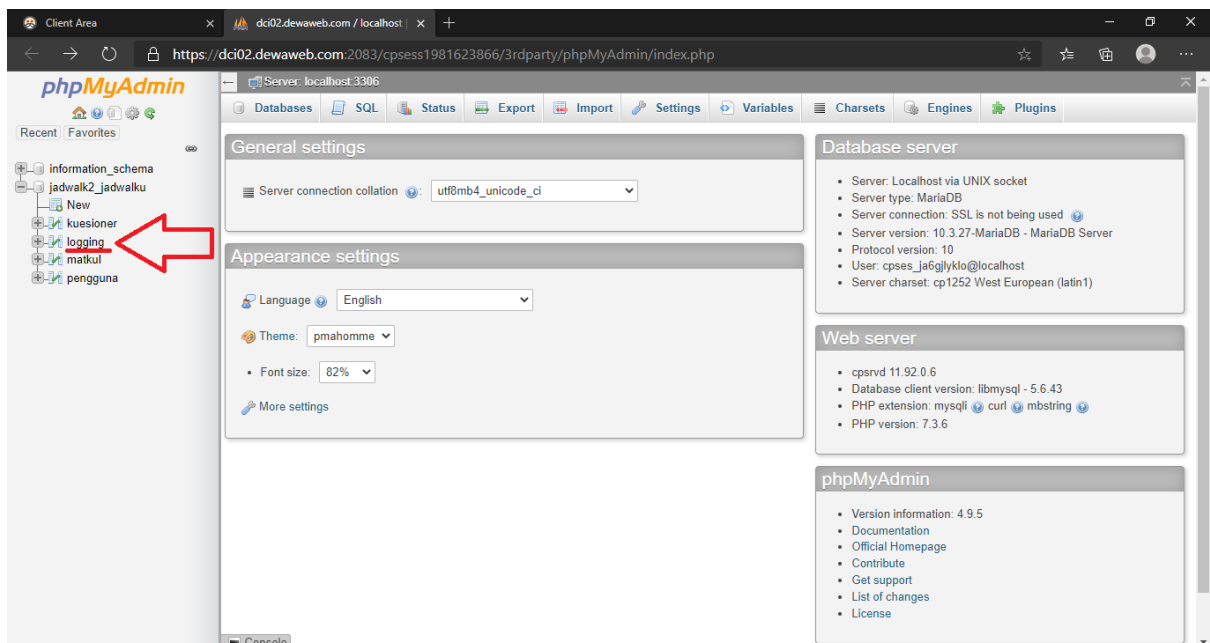 Client Area
dci02.dewaweb.com / localhost |
https://dci02.dewaweb.com:2083/cpsess1981623866/3rdparty/phpMyAdmin/index.php
phpMyAdmin
Recent Favorites
information_schema
jadwalk2_jadwalku
New
kuesioner
logging
matkul
pengguna
Server: localhost:3306
Databases SQL Status Export Import Settings Variables Charsets Engines Plugins
General settings
Server connection collation : utf8mb4_unicode_ci
Appearance settings
Language English
Theme: pmahomme
• Font size: 82%
More settings
Database server
• Server: Localhost via UNIX socket
• Server type: MariaDB
• Server connection: SSL is not being used
• Server version: 10.3.27-MariaDB - MariaDB Server
• Protocol version: 10
• User: cpses_ja6gjlyklo@localhost
• Server charset: cp1252 West European (latin1)
Web server
• cpsrvd 11.92.0.6
• Database client version: libmysql - 5.6.43
• PHP extension: mysqli curl mbstring
• PHP version: 7.3.6
phpMyAdmin
• Version information: 4.9.5
• Documentation
• Official Homepage
• Contribute
• Get support
• List of changes
• License
Console